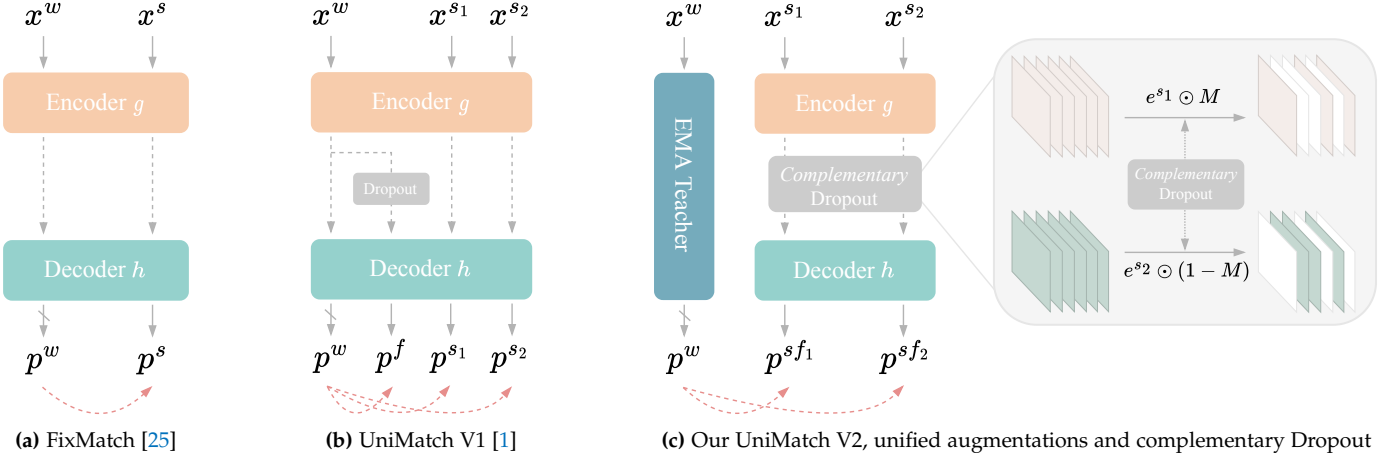 x^w x^s
Encoder g
Decoder h
p^w p^s
(a) FixMatch [25]
x^w x^{s_1} x^{s_2}
Encoder g
Dropout
Decoder h
p^w p^f p^{s_1} p^{s_2}
(b) UniMatch V1 [1]
x^w x^{s_1} x^{s_2}
EMA Teacher
Encoder g
Complementary
Dropout
Decoder h
p^w p^{sf_1} p^{sf_2}
e^{s_1} ⊙ M
Complementary
Dropout
e^{s_2} ⊙ (1 − M)
(c) Our UniMatch V2, unified augmentations and complementary Dropout